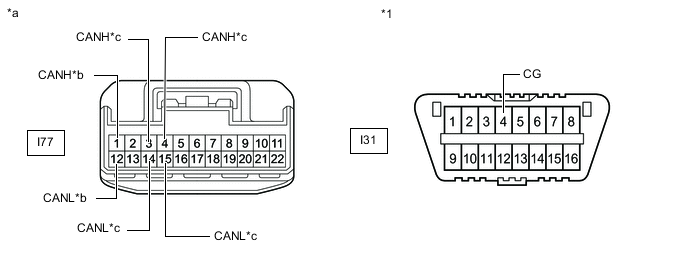 *a
*1
CANH*c
CANH*c
CANH*b
CG
I77
1 2 3 4 5 6 7 8 9 10 11
12 13 14 15 16 17 18 19 20 21 22
I31
1 2 3 4 5 6 7 8
9 10 11 12 13 14 15 16
CANL*b
CANL*c
CANL*c